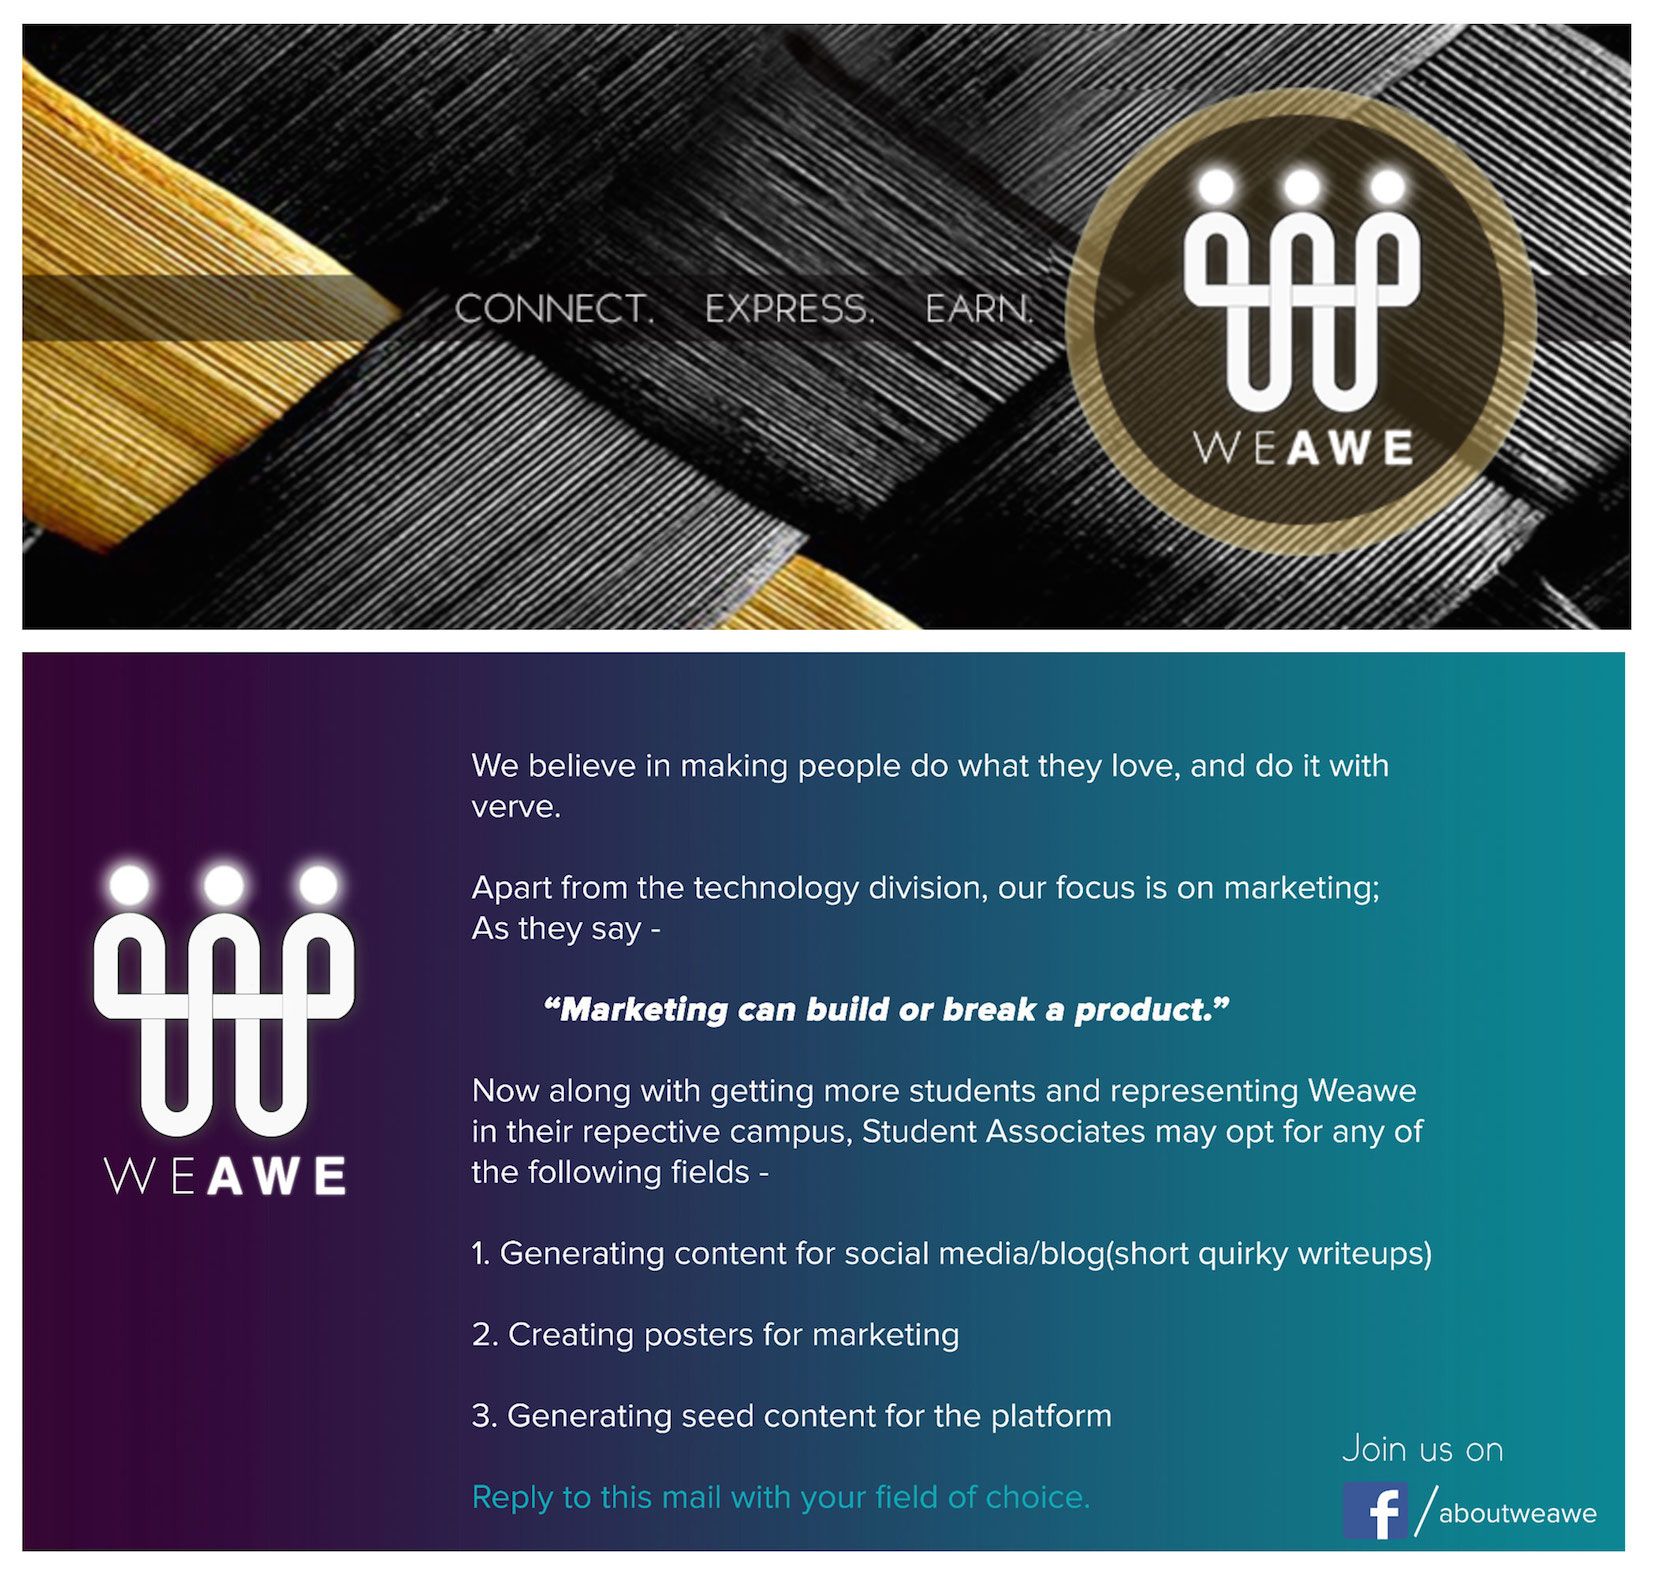 CONNECT. EXPRESS. EARN.
WEAWE
We believe in making people do what they love, and do it with
verve.
Apart from the technology division, our focus is on marketing;
As they say -
“Marketing can build or break a product.”
Now along with getting more students and representing Weawe
in their repective campus, Student Associates may opt for any of
the following fields -
WEAWE
1. Generating content for social media/blog(short quirky writeups)
2. Creating posters for marketing
3. Generating seed content for the platform
Reply to this mail with your field of choice.
Join us on
f/aboutweawe